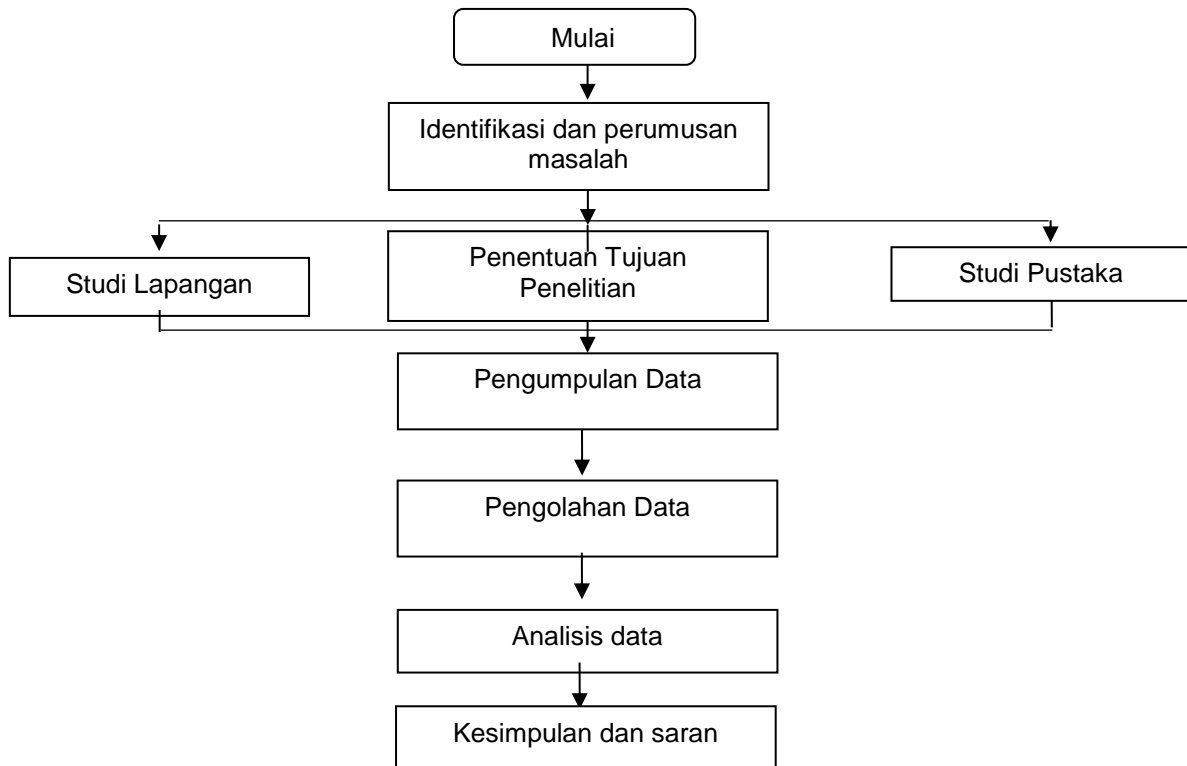 Mulai
Identifikasi dan perumusan
masalah
Studi Lapangan
Penentuan Tujuan
Penelitian
Studi Pustaka
Pengumpulan Data
Pengolahan Data
Analisis data
Kesimpulan dan saran